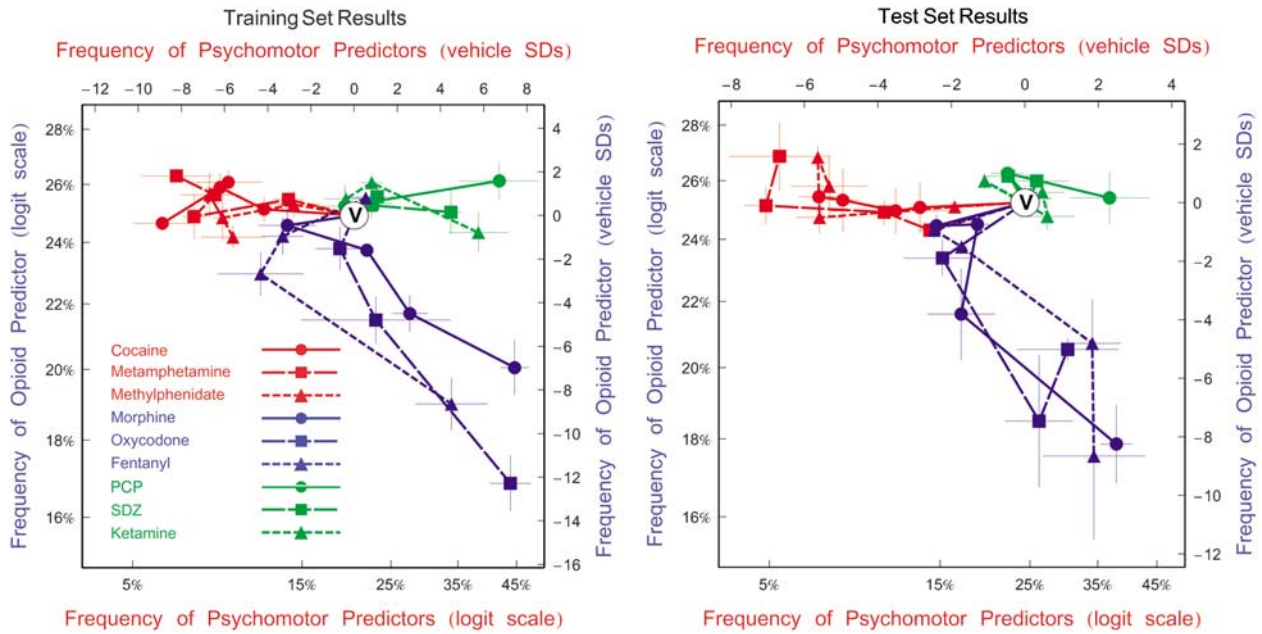 Training Set Results
Frequency of Psychomotor Predictors (vehicle SDs)
−12 −10 −8 −6 −4 −2 0 2 4 6 8
Frequency of Opioid Predictor (logit scale)
28%
26%
24%
22%
20%
18%
16%
V
Cocaine
Metamphetamine
Methylphenidate
Morphine
Oxycodone
Fentanyl
PCP
SDZ
Ketamine
4
2
0
−2
−4
−6
−8
−10
−12
−14
−16
Frequency of Opioid Predictor (vehicle SDs)
5% 15% 25% 35% 45%
Frequency of Psychomotor Predictors (logit scale)
Test Set Results
Frequency of Psychomotor Predictors (vehicle SDs)
−8 −6 −4 −2 0 2 4
Frequency of Opioid Predictor (logit scale)
28%
26%
24%
22%
20%
18%
16%
V
2
0
−2
−4
−6
−8
−10
−12
Frequency of Opioid Predictor (vehicle SDs)
5% 15% 25% 35% 45%
Frequency of Psychomotor Predictors (logit scale)